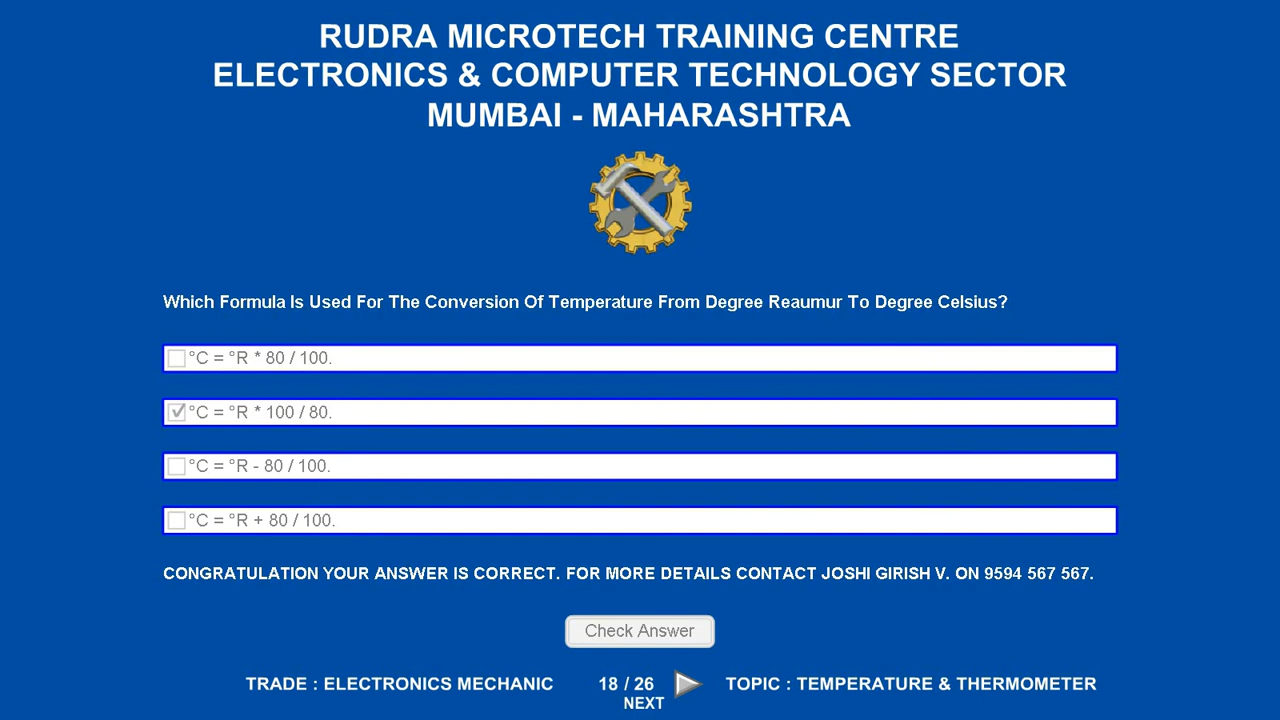 RUDRA MICROTECH TRAINING CENTRE
ELECTRONICS & COMPUTER TECHNOLOGY SECTOR
MUMBAI - MAHARASHTRA
Which Formula Is Used For The Conversion Of Temperature From Degree Reaumur To Degree Celsius?
°C = °R * 80 / 100.
°C = °R * 100 / 80.
°C = °R - 80 / 100.
°C = °R + 80 / 100.
CONGRATULATION YOUR ANSWER IS CORRECT. FOR MORE DETAILS CONTACT JOSHI GIRISH V. ON 9594 567 567.
Check Answer
TRADE : ELECTRONICS MECHANIC 18 / 26 TOPIC : TEMPERATURE & THERMOMETER
NEXT